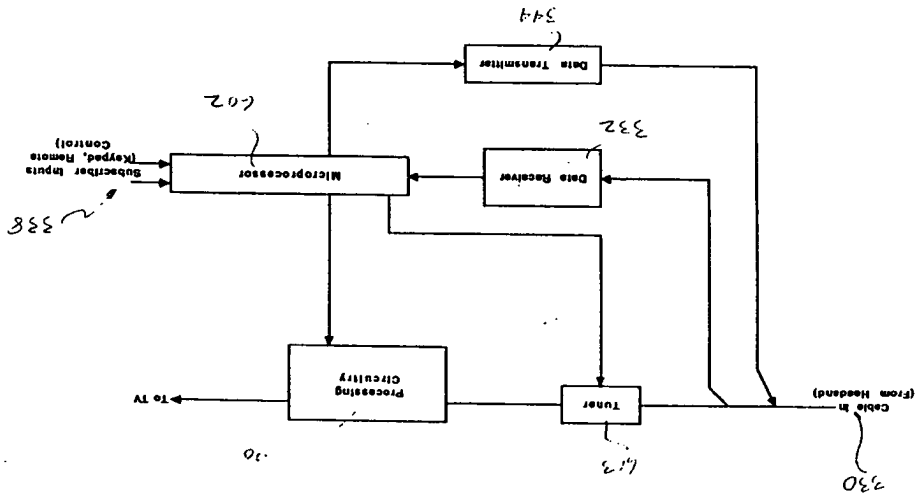 330
Cable In
(From Headend)
Tuner
Processing
Circuitry
To TV
338
Data Receiver
332
Microprocessor
602
Subscriber Inputs
(Keypad, Remote
Control)
Data Transmitter
344